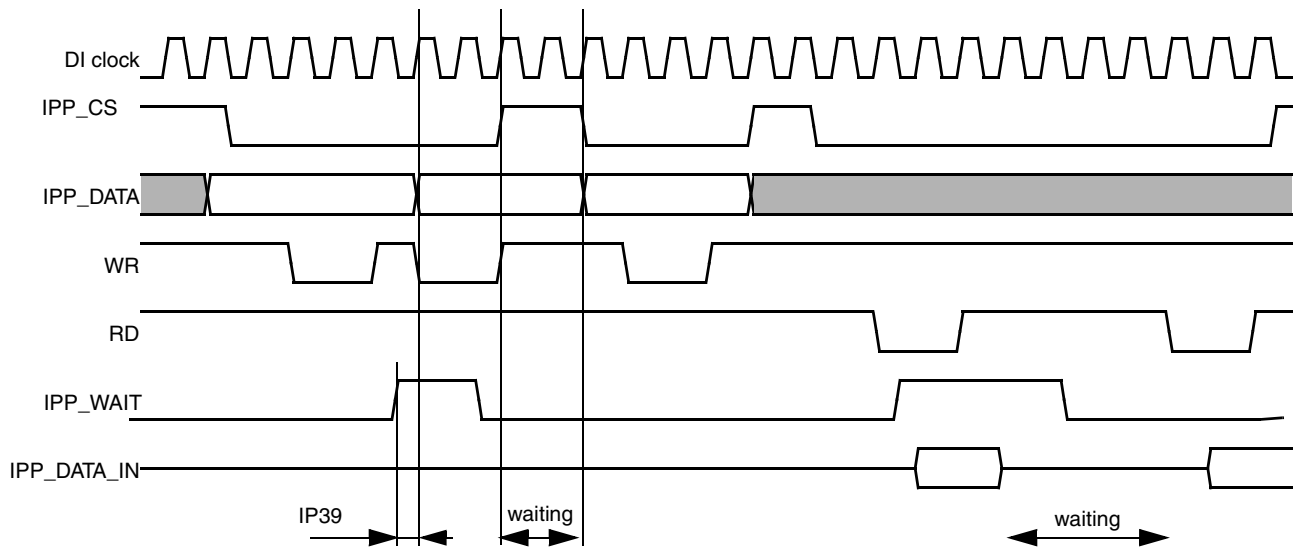 DI clock
IPP_CS
IPP_DATA
WR
RD
IPP_WAIT
IPP_DATA_IN
IP39
waiting
waiting